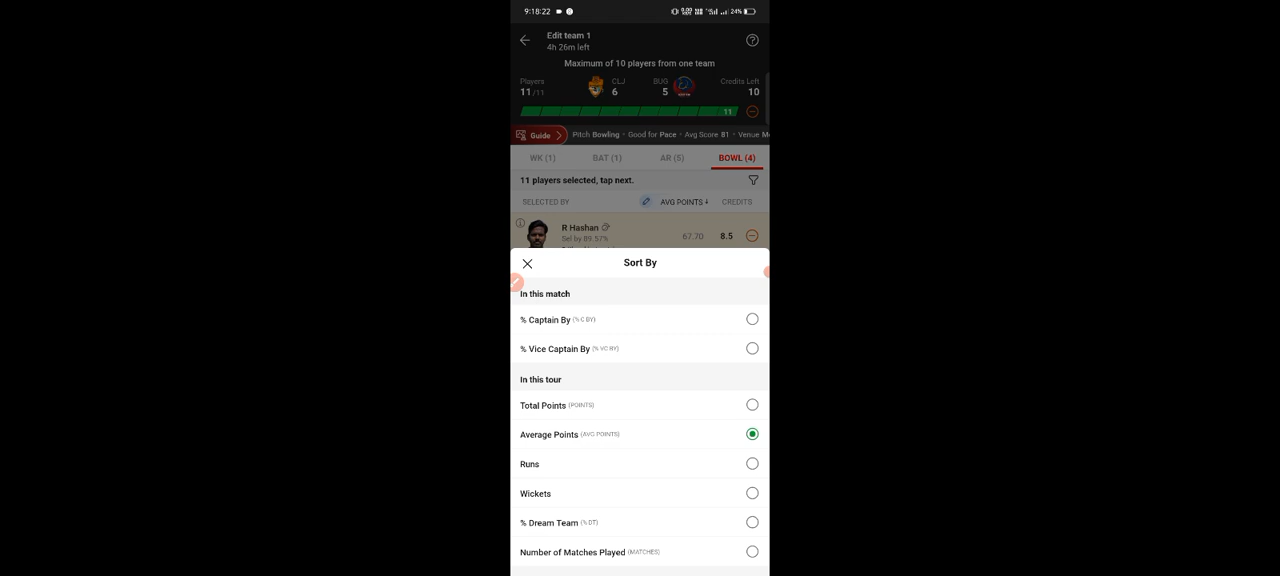 9:18:22
24%
Edit team 1
4h 26m left
Maximum of 10 players from one team
Players CLJ BUG Credits Left
11/11 6 5 10
11
Guide Pitch Bowling • Good for Pace • Avg Score 81 • Venue M
WK (1) BAT (1) AR (5) BOWL (4)
11 players selected, tap next.
SELECTED BY AVG POINTS ↓ CREDITS
R Hashan
Sel by 89.57% 67.70 8.5
Sort By
In this match
% Captain By (% C BY)
% Vice Captain By (% VC BY)
In this tour
Total Points (POINTS)
Average Points (AVG POINTS)
Runs
Wickets
% Dream Team (% DT)
Number of Matches Played (MATCHES)